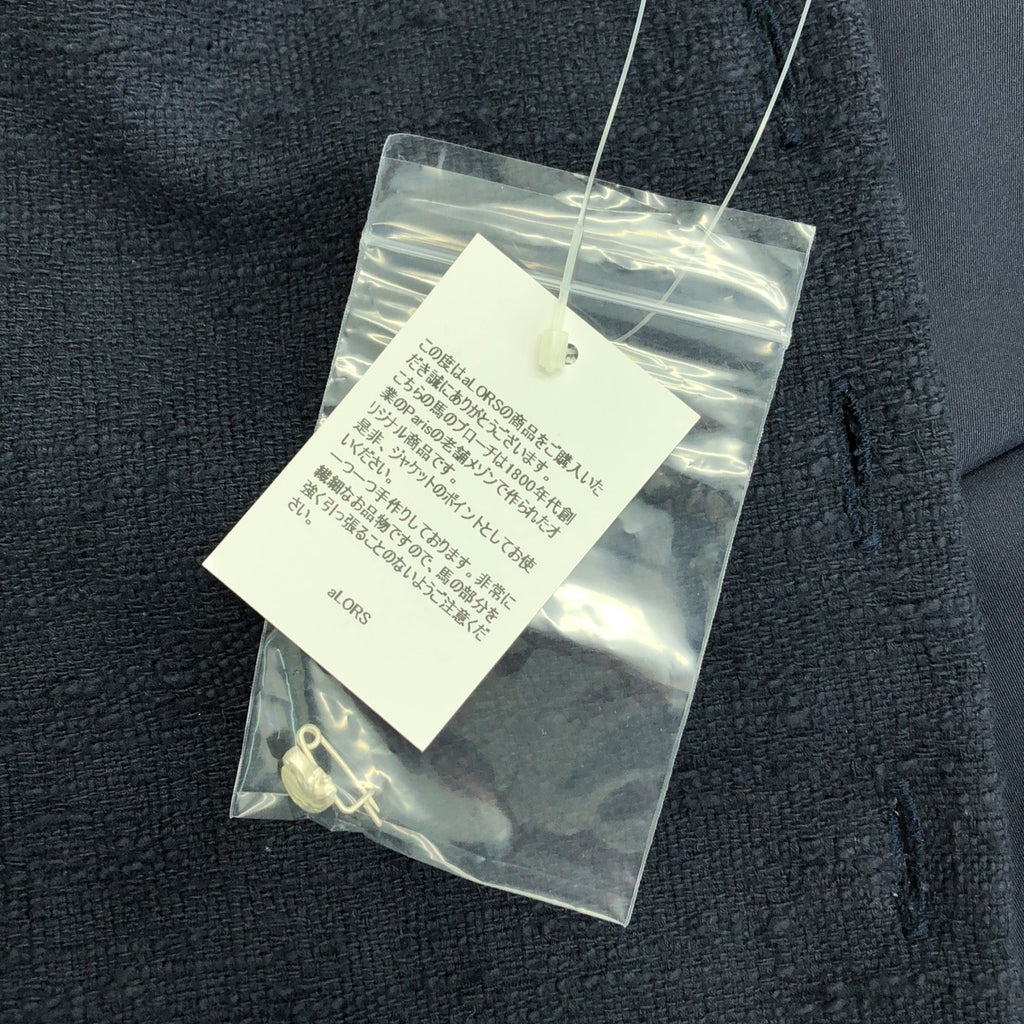 この度はaLORSの商品をご購入いた
だき誠にありがとうございます。
こちらの馬のブローチは1800年代創
業のParisの老舗メゾンで作られたオ
リジナル商品です。
是非、ジャケットのポイントとしてお使
いください。
一つ一つ手作りしております。非常に
繊細なお品物ですので、馬の部分を
強く引っ張ることのないようご注意くだ
さい。
aLORS